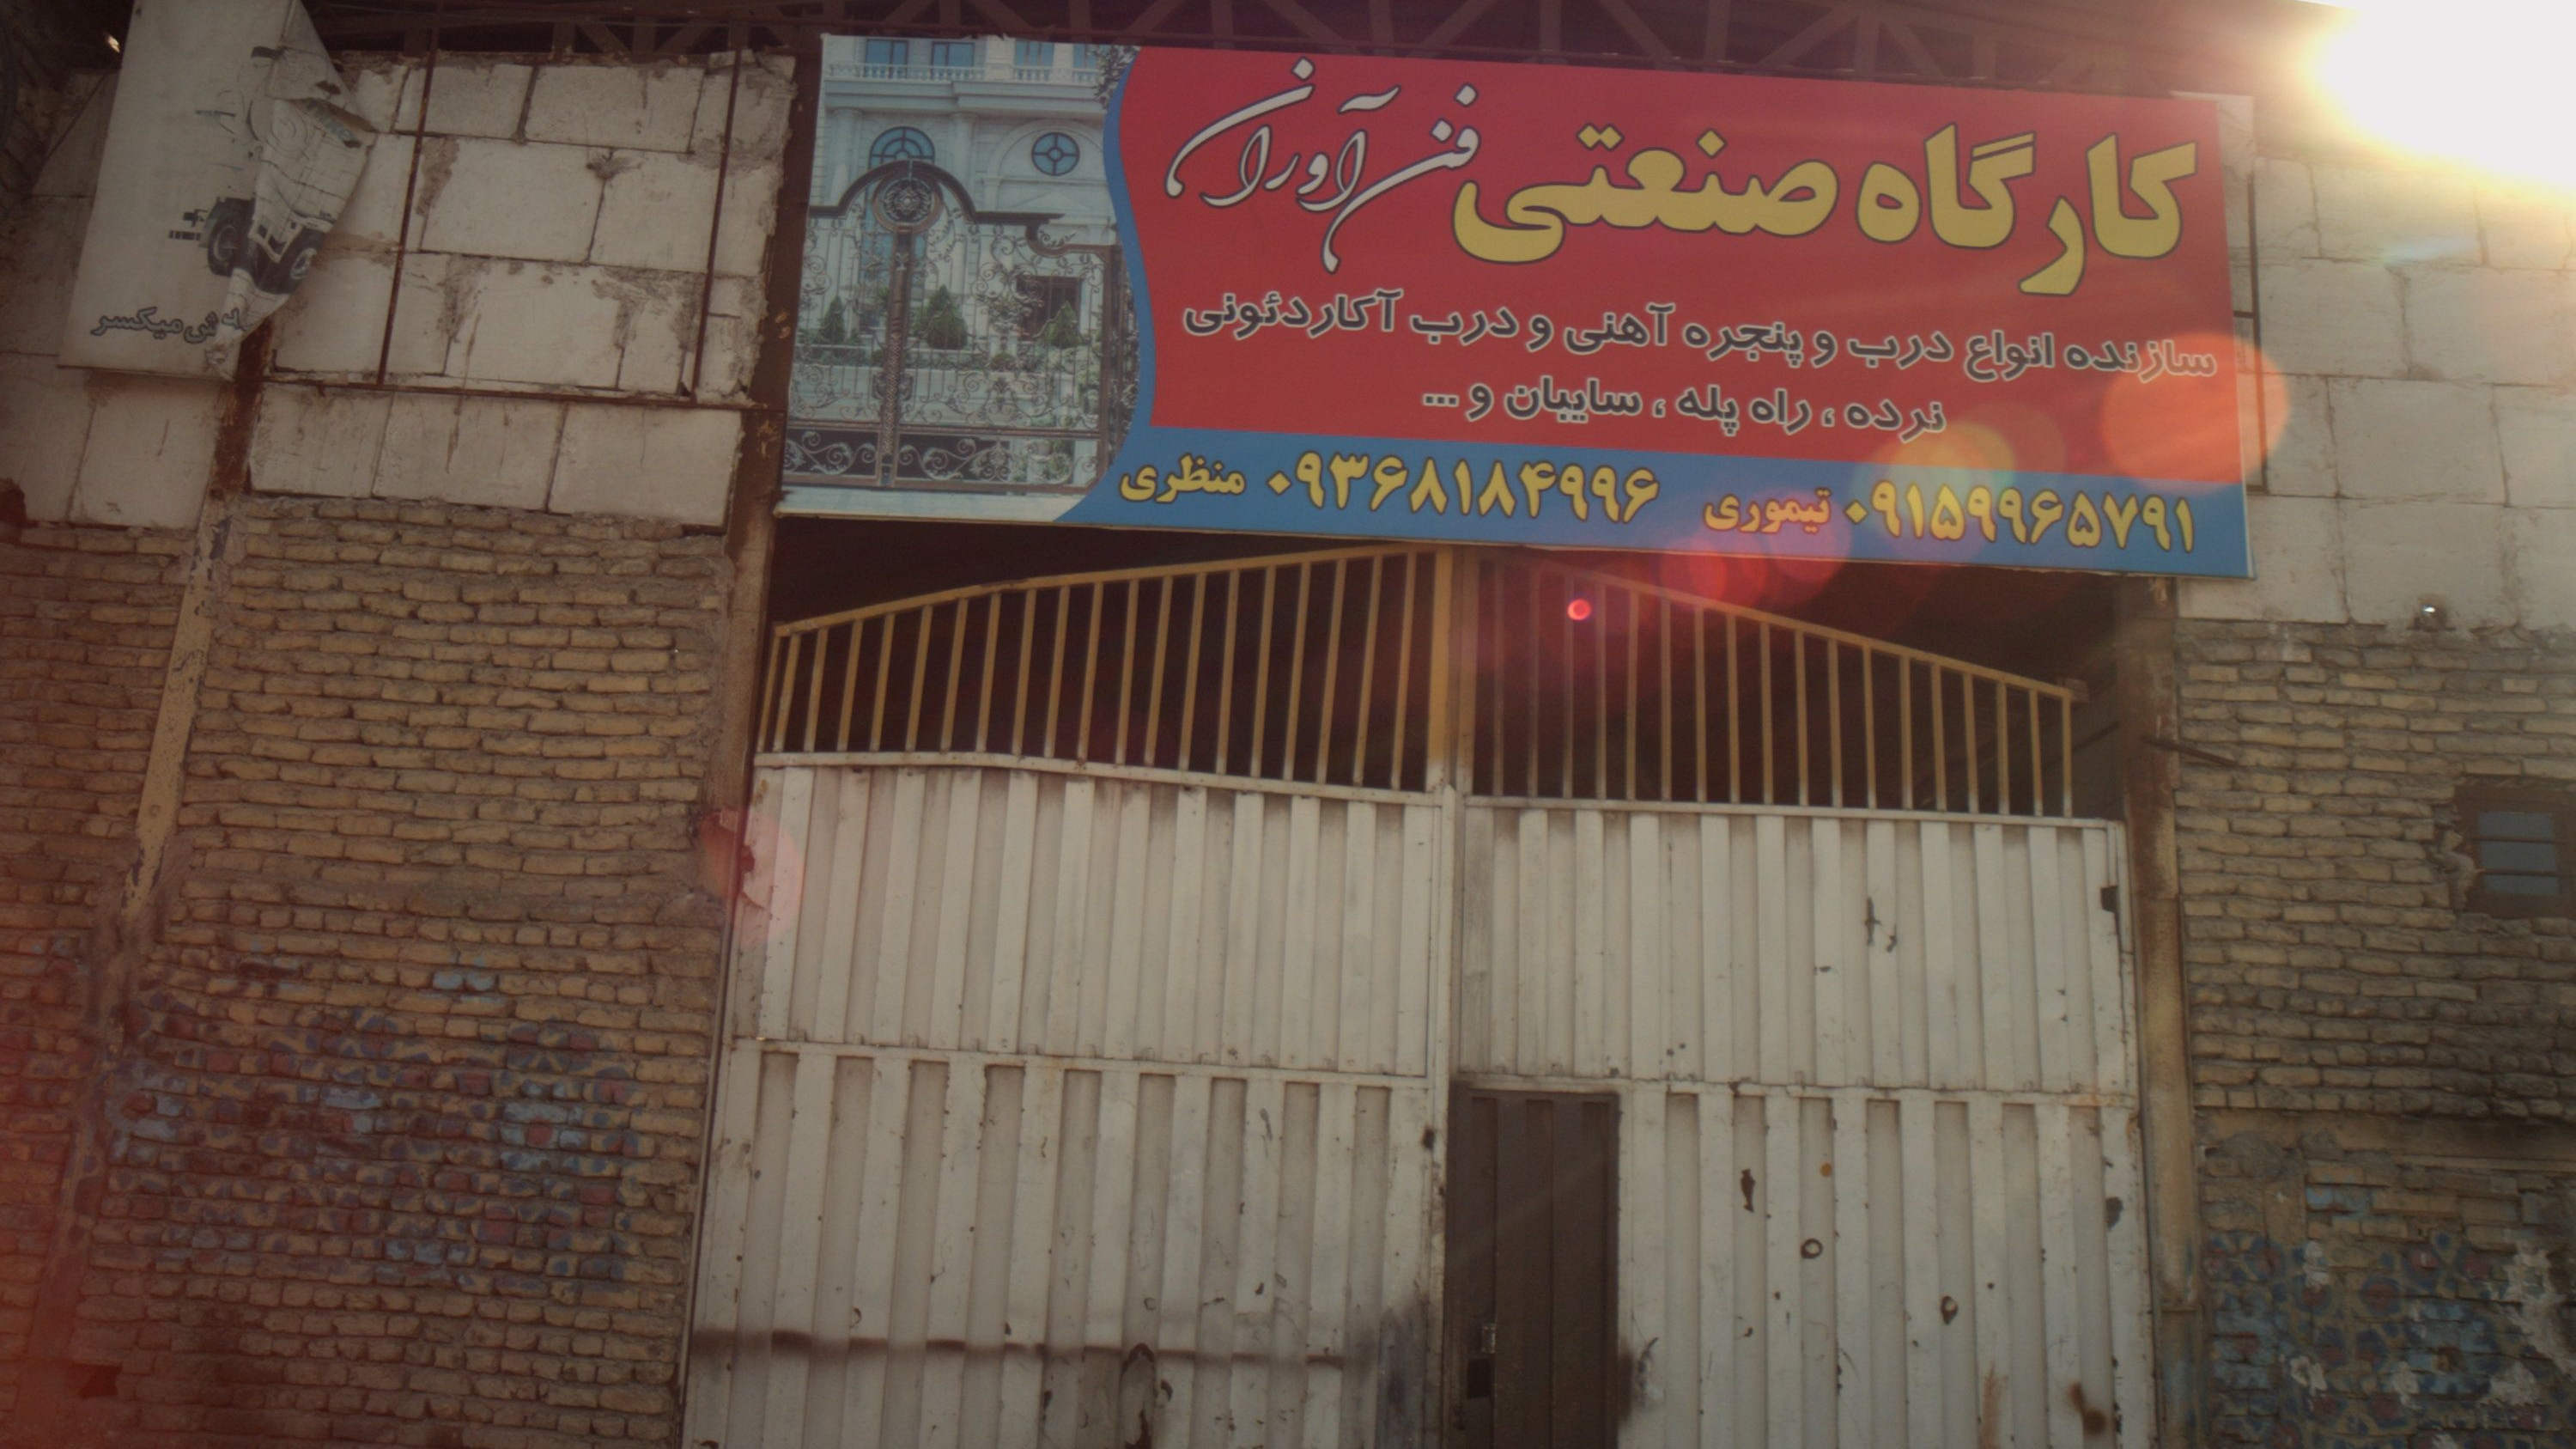 کارگاه صنعتی فن آوران
سازنده انواع درب و پنجره آهنی و درب آکاردئونی
نرده ، راه پله ، سایبان و ...
۰۹۱۵۹۹۶۵۷۹۱ تیموری ۰۹۳۶۸۱۸۴۹۹۶ منظری
میکسر